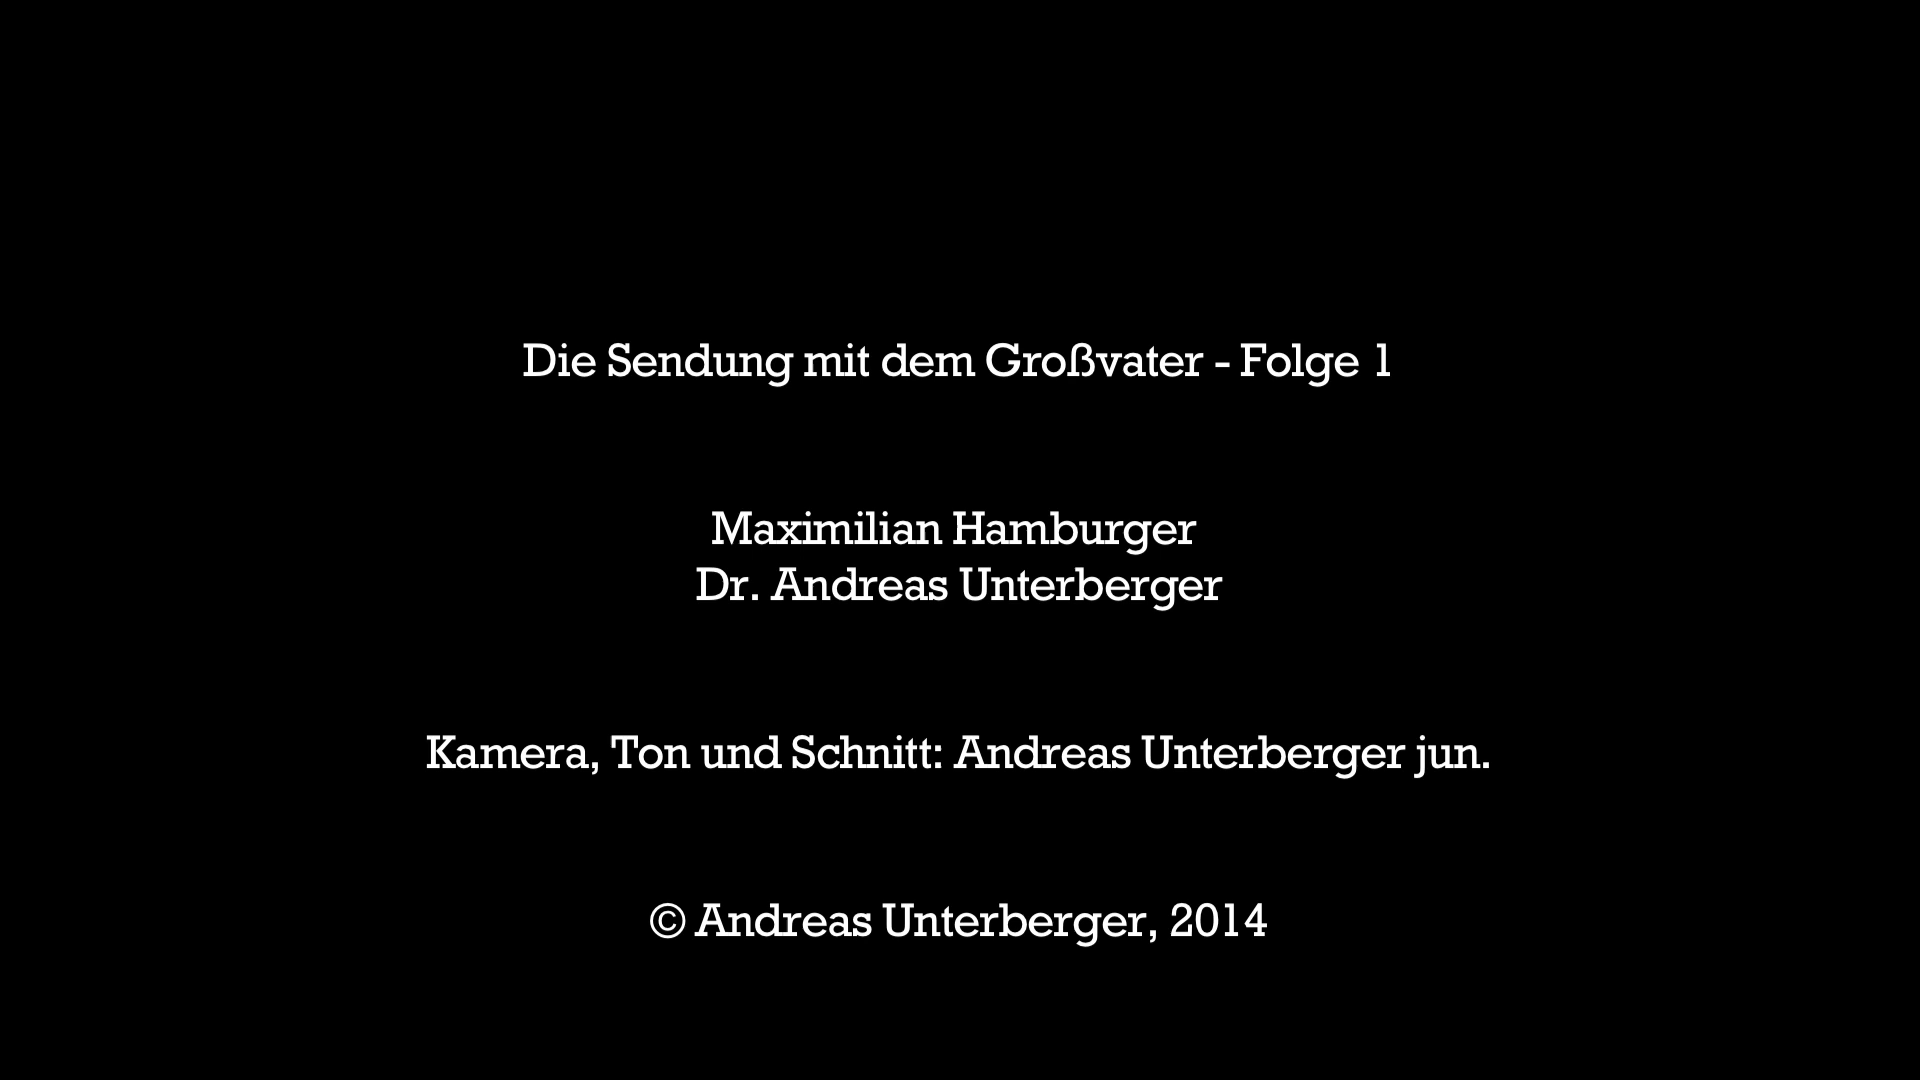 Die Sendung mit dem Großvater - Folge 1
Maximilian Hamburger
Dr. Andreas Unterberger
Kamera, Ton und Schnitt: Andreas Unterberger jun.
© Andreas Unterberger, 2014